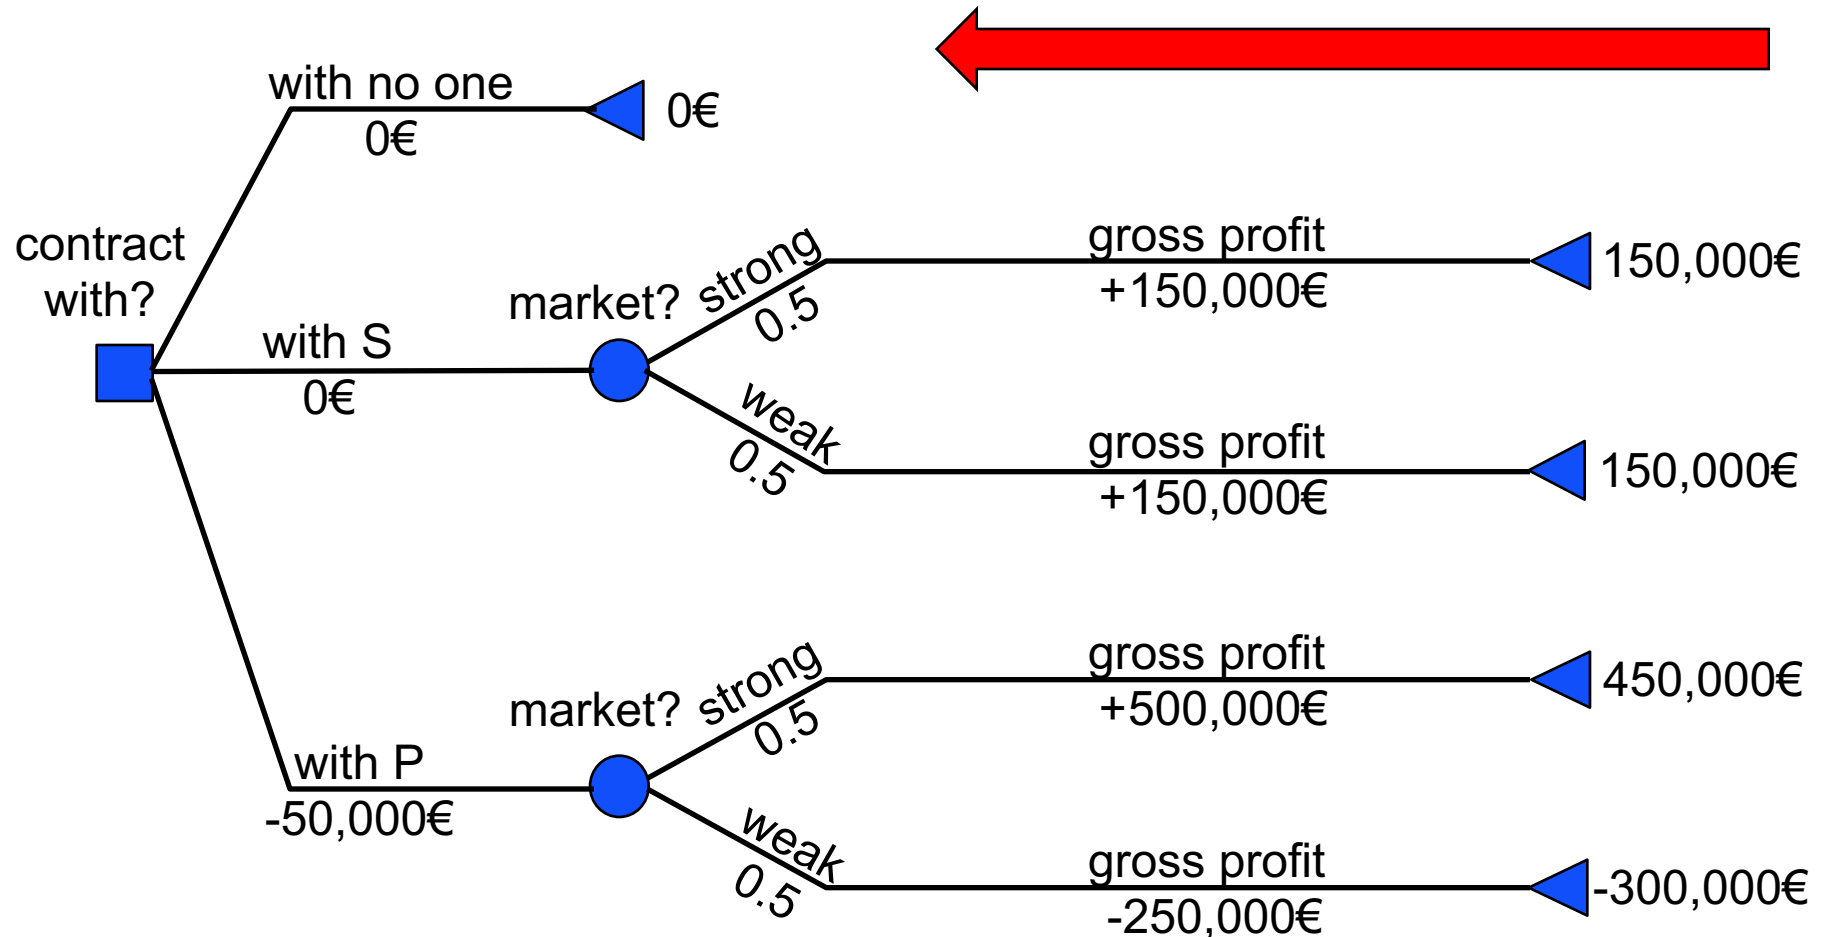 with no one
0€
0€
contract
with?
with S
0€
market?
strong
0.5
gross profit
+150,000€
150,000€
weak
0.5
gross profit
+150,000€
150,000€
with P
-50,000€
market?
strong
0.5
gross profit
+500,000€
450,000€
weak
0.5
gross profit
-250,000€
-300,000€